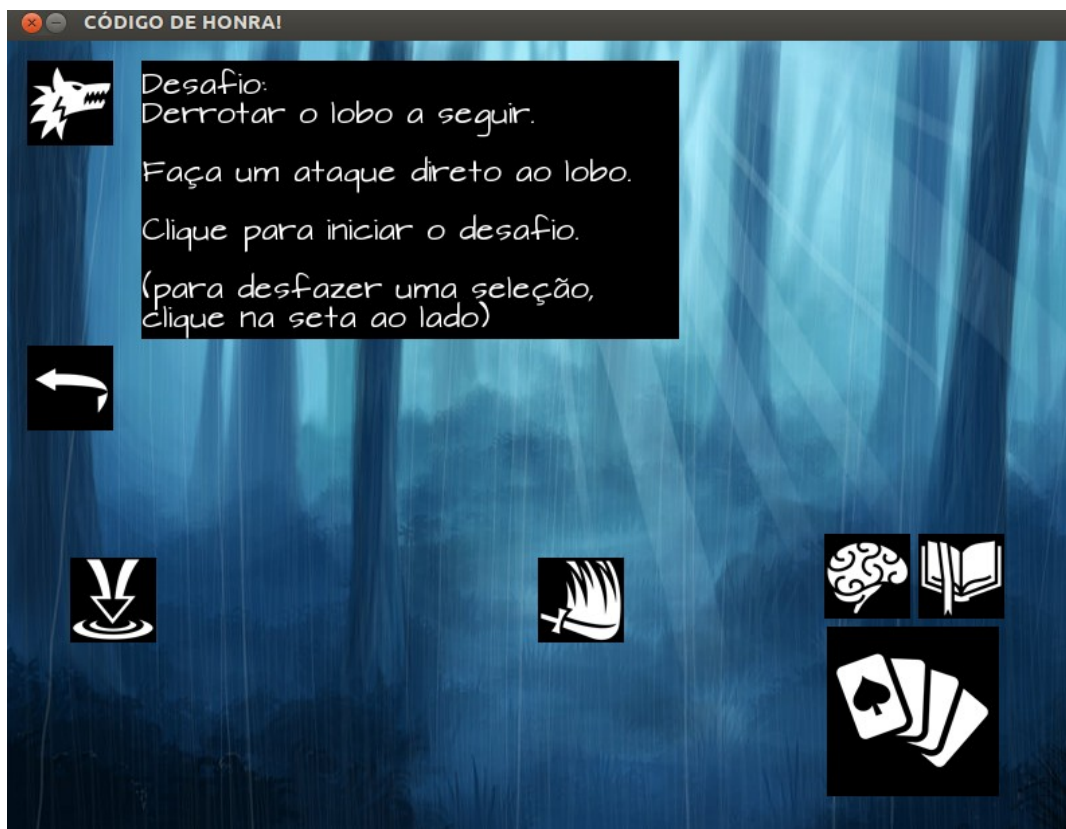 CÓDIGO DE HONRA!
Desafio:
Derrotar o lobo a seguir.
Faça um ataque direto ao lobo.
Clique para iniciar o desafio.
(para desfazer uma seleção,
clique na seta ao lado)